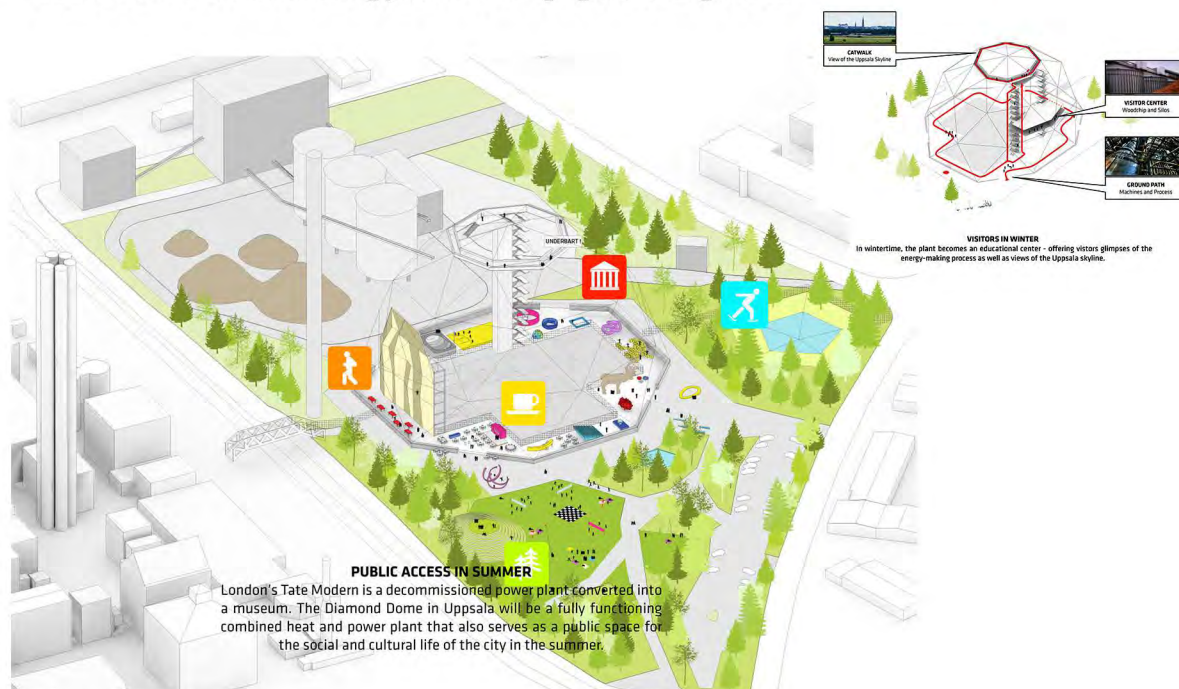 CATWALK
View of the Uppsala Skyline
VISITOR CENTER
Woodchip and Silos
GROUND PATH
Machines and Process
VISITORS IN WINTER
In wintertime, the plant becomes an educational center - offering vistors glimpses of the
energy-making process as well as views of the Uppsala skyline.
UNDERBART!
PUBLIC ACCESS IN SUMMER
London's Tate Modern is a decommissioned power plant converted into
a museum. The Diamond Dome in Uppsala will be a fully functioning
combined heat and power plant that also serves as a public space for
the social and cultural life of the city in the summer.